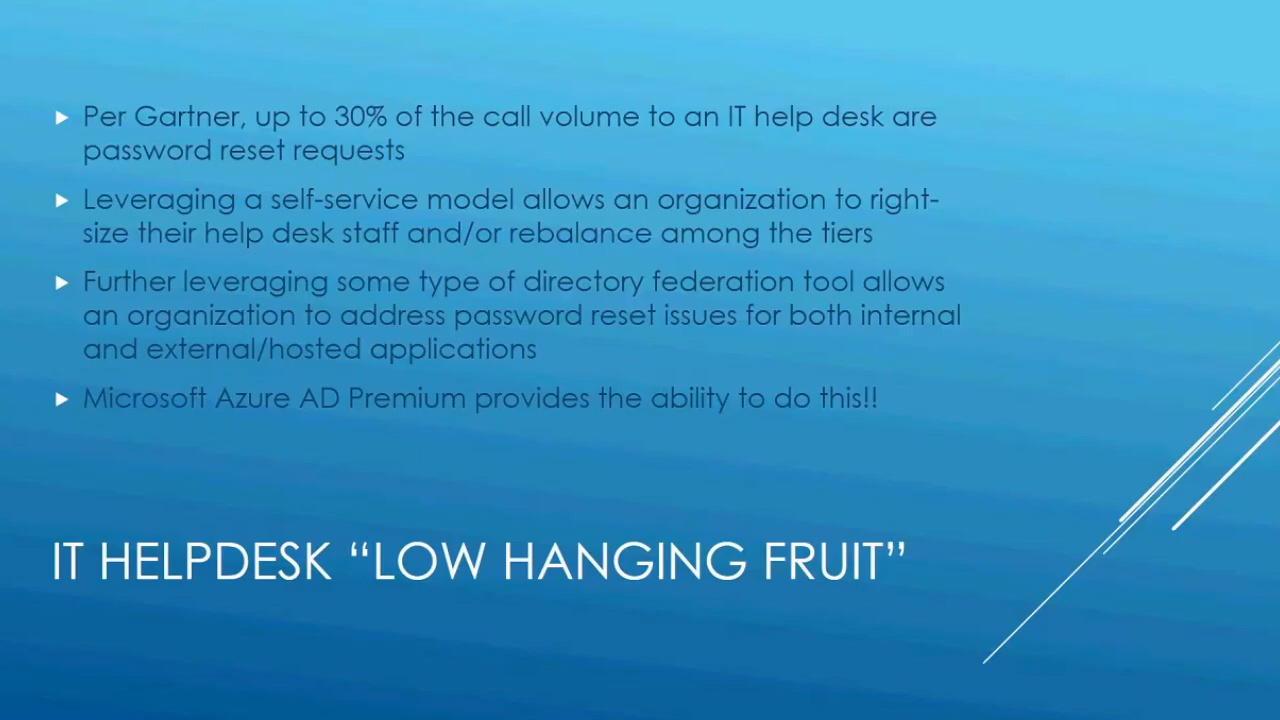 Per Gartner, up to 30% of the call volume to an IT help desk are
password reset requests
Leveraging a self-service model allows an organization to right-
size their help desk staff and/or rebalance among the tiers
Further leveraging some type of directory federation tool allows
an organization to address password reset issues for both internal
and external/hosted applications
Microsoft Azure AD Premium provides the ability to do this!!
IT HELPDESK “LOW HANGING FRUIT”